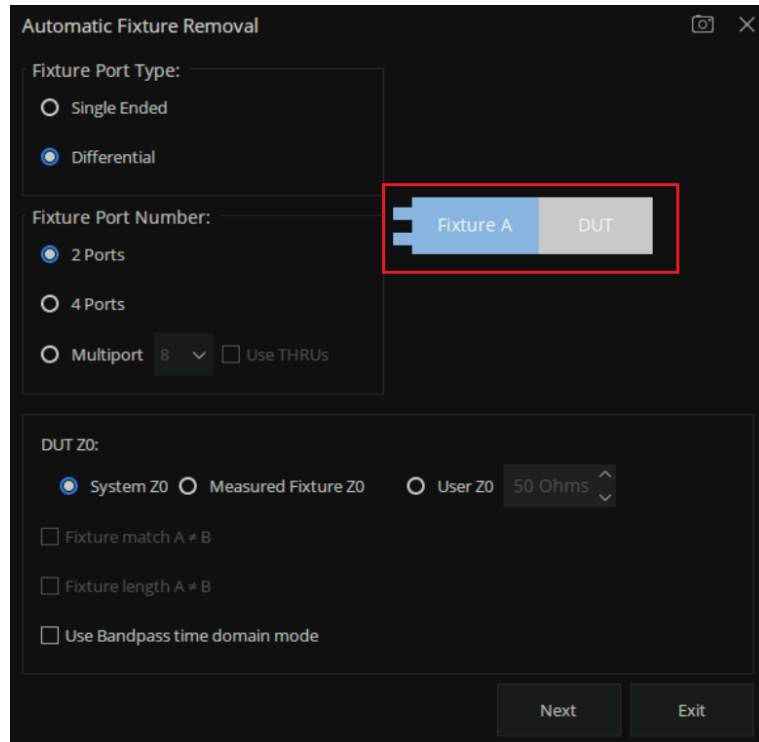 Automatic Fixture Removal
Fixture Port Type:
Single Ended
Differential
Fixture Port Number:
2 Ports
4 Ports
Multiport 8 Use THRUs
Fixture A DUT
DUT Z0:
System Z0 Measured Fixture Z0 User Z0 50 Ohms
Fixture match A ≠ B
Fixture length A ≠ B
Use Bandpass time domain mode
Next Exit